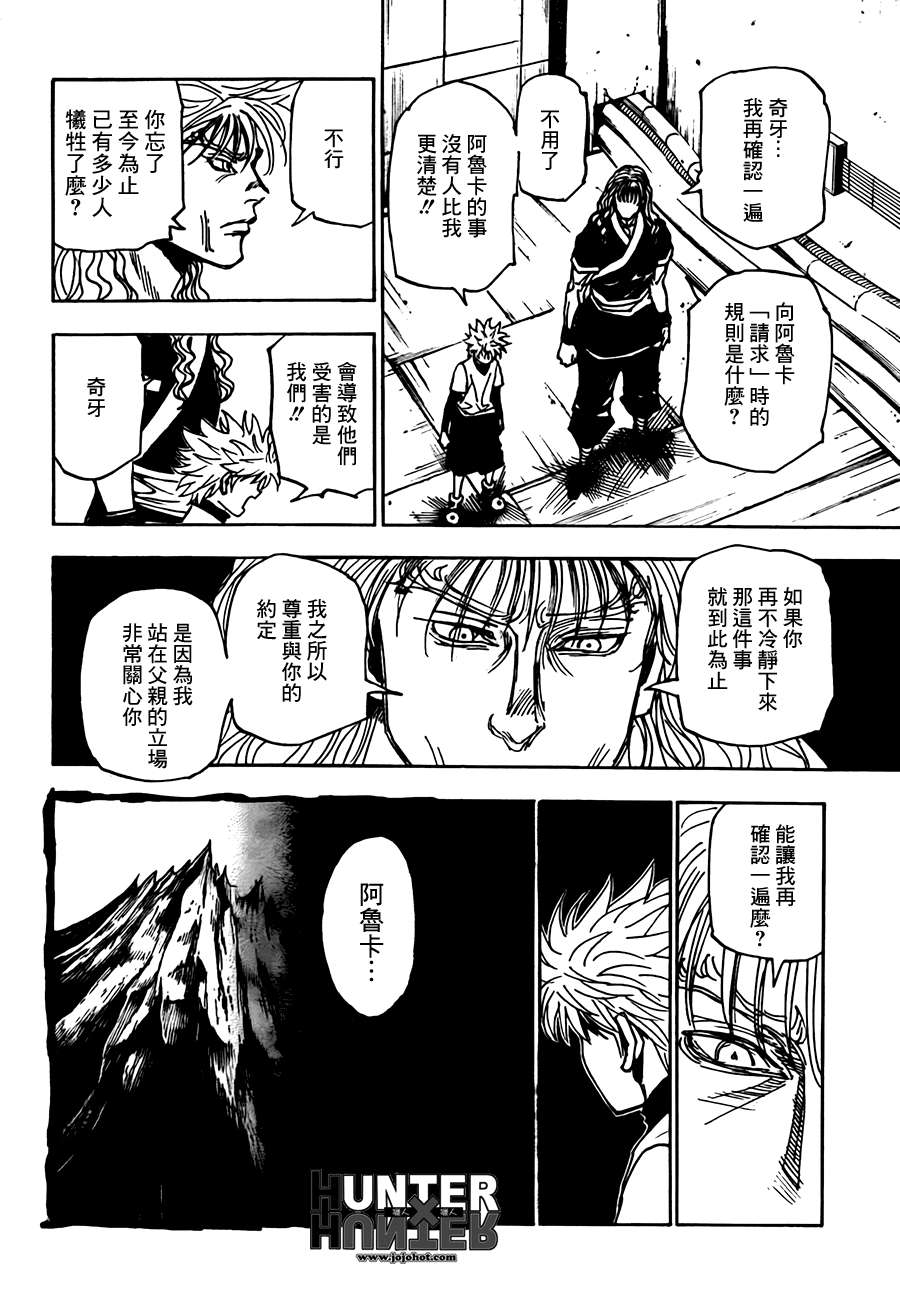 奇牙…
我再確認一遍
向阿魯卡
「請求」時的
規則是什麼？
不用了
阿魯卡的事
沒有人比我
更清楚!!
不行
你忘了
至今為止
已有多少人
犧牲了麼？
會導致他們
受害的是
我們!!
奇牙
如果你
再不冷靜下來
那這件事
就到此為止
我之所以
尊重與你的
約定
是因為我
站在父親的立場
非常關心你
能讓我再
確認一遍麼？
阿魯卡…
HUNTER
×
獵人 獵人
HUNTER
www.jojohot.com